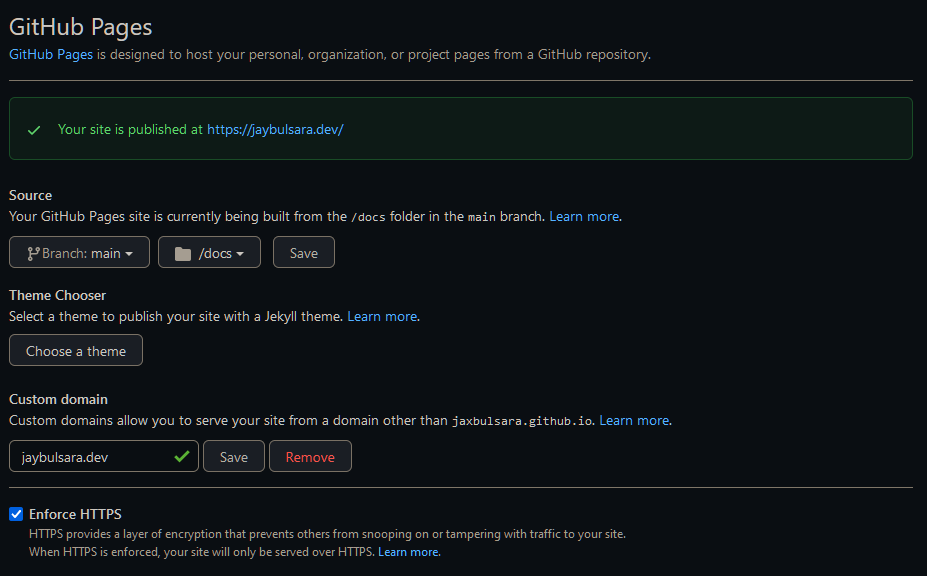 GitHub Pages
GitHub Pages is designed to host your personal, organization, or project pages from a GitHub repository.
Your site is published at https://jaybulsara.dev/
Source
Your GitHub Pages site is currently being built from the /docs folder in the main branch. Learn more.
Branch: main /docs Save
Theme Chooser
Select a theme to publish your site with a Jekyll theme. Learn more.
Choose a theme
Custom domain
Custom domains allow you to serve your site from a domain other than jaxbulsara.github.io. Learn more.
jaybulsara.dev Save Remove
Enforce HTTPS
HTTPS provides a layer of encryption that prevents others from snooping on or tampering with traffic to your site.
When HTTPS is enforced, your site will only be served over HTTPS. Learn more.